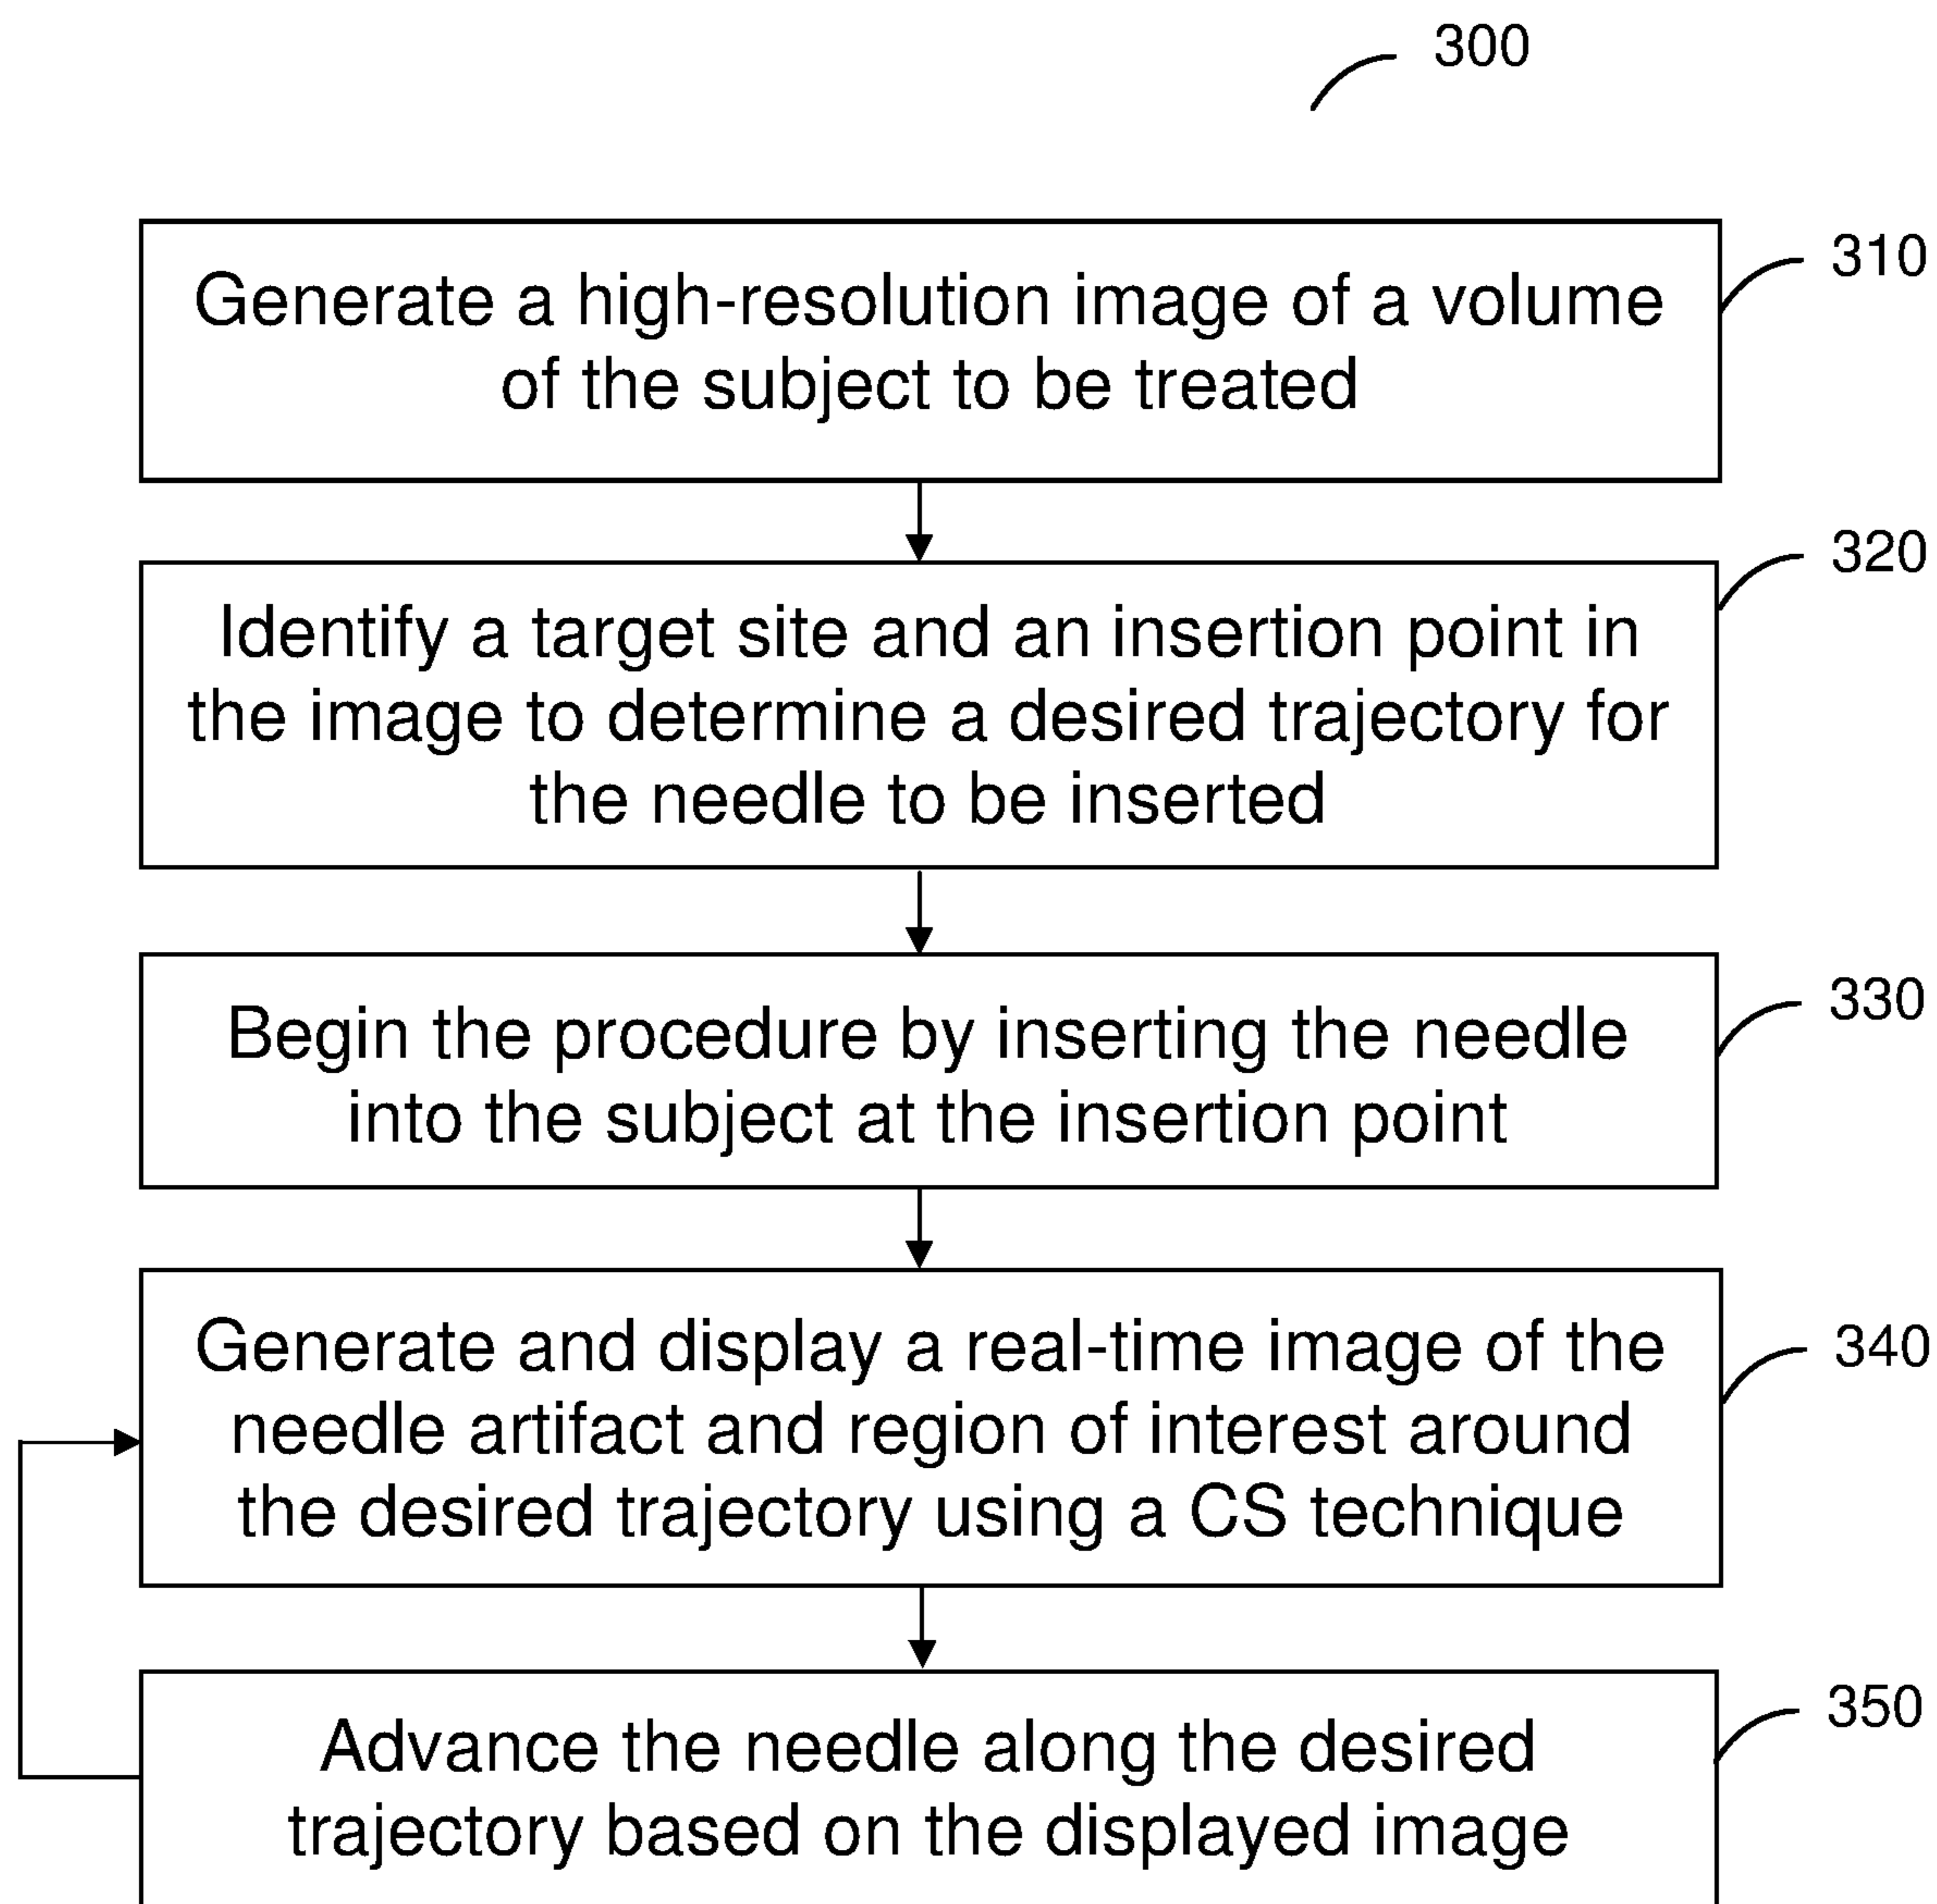 300
310
Generate a high-resolution image of a volume
of the subject to be treated
320
Identify a target site and an insertion point in
the image to determine a desired trajectory for
the needle to be inserted
330
Begin the procedure by inserting the needle
into the subject at the insertion point
340
Generate and display a real-time image of the
needle artifact and region of interest around
the desired trajectory using a CS technique
350
Advance the needle along the desired
trajectory based on the displayed image